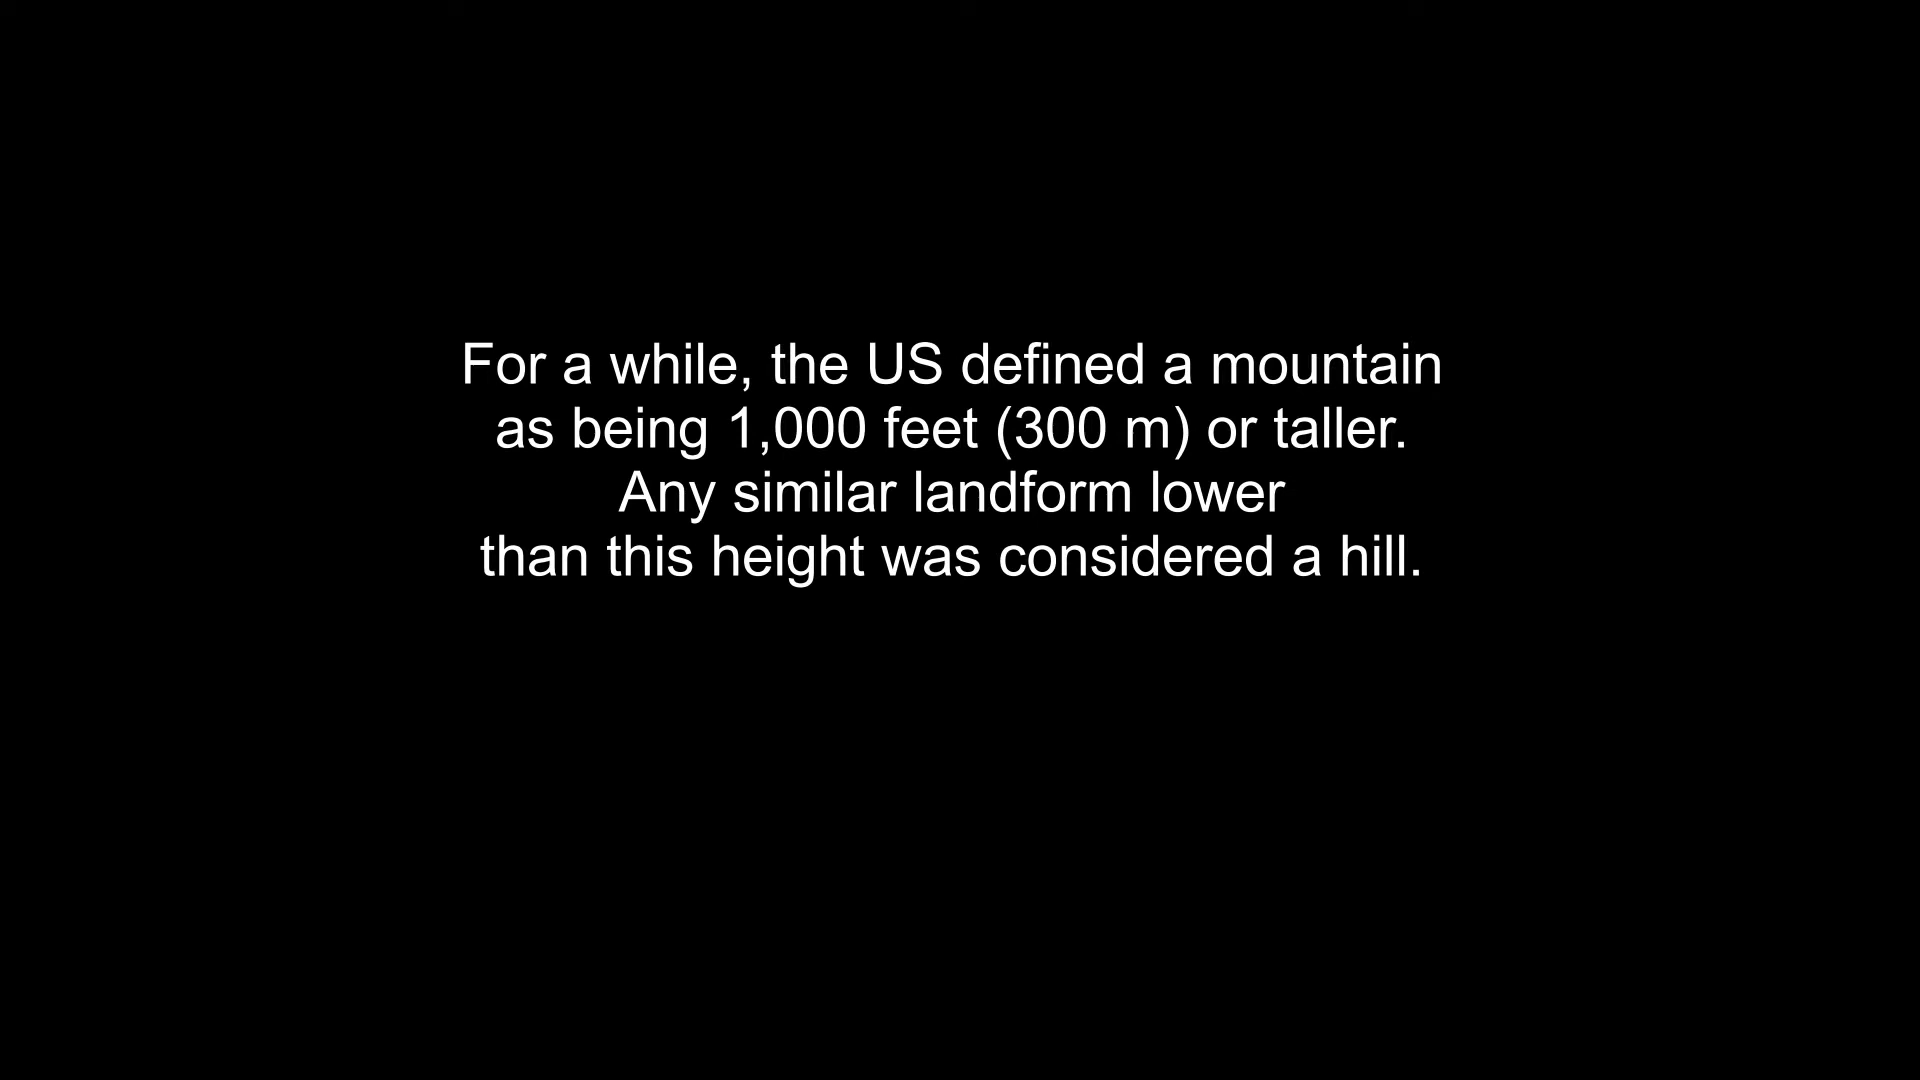 For a while, the US defined a mountain
as being 1,000 feet (300 m) or taller.
Any similar landform lower
than this height was considered a hill.